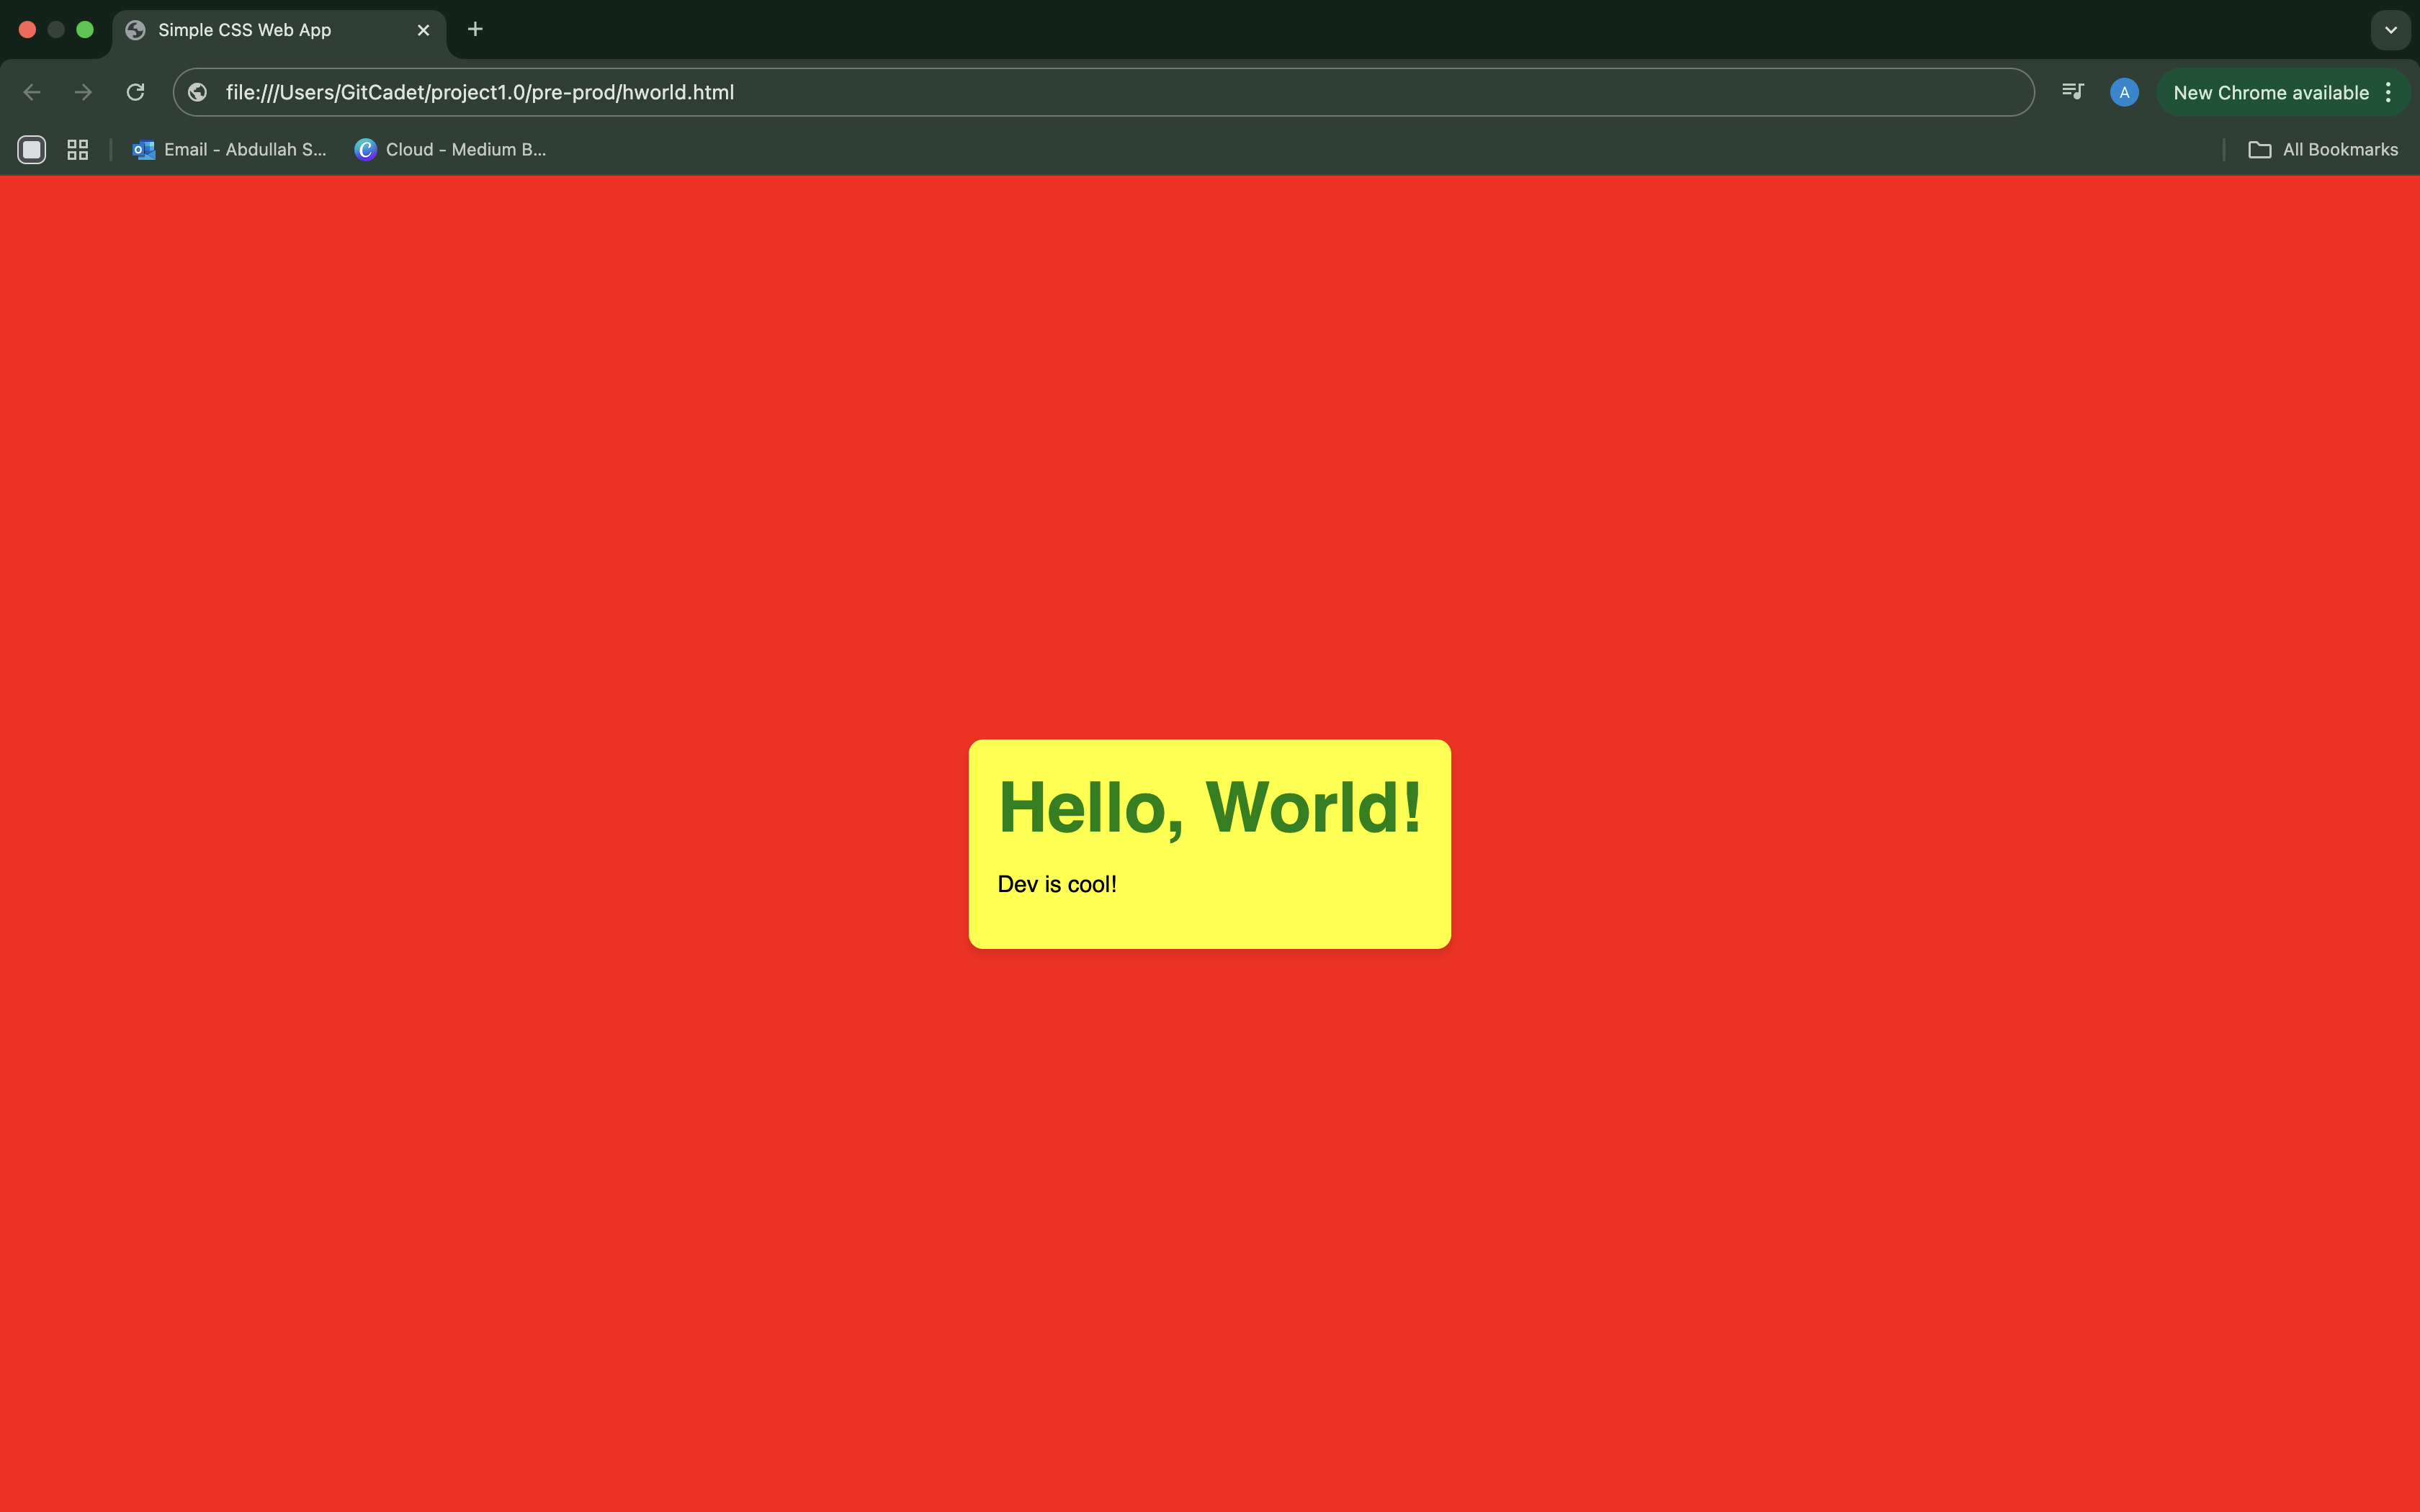 Simple CSS Web App
file:///Users/GitCadet/project1.0/pre-prod/hworld.html
A
New Chrome available
Email - Abdullah S...
Cloud - Medium B...
All Bookmarks
Hello, World!
Dev is cool!